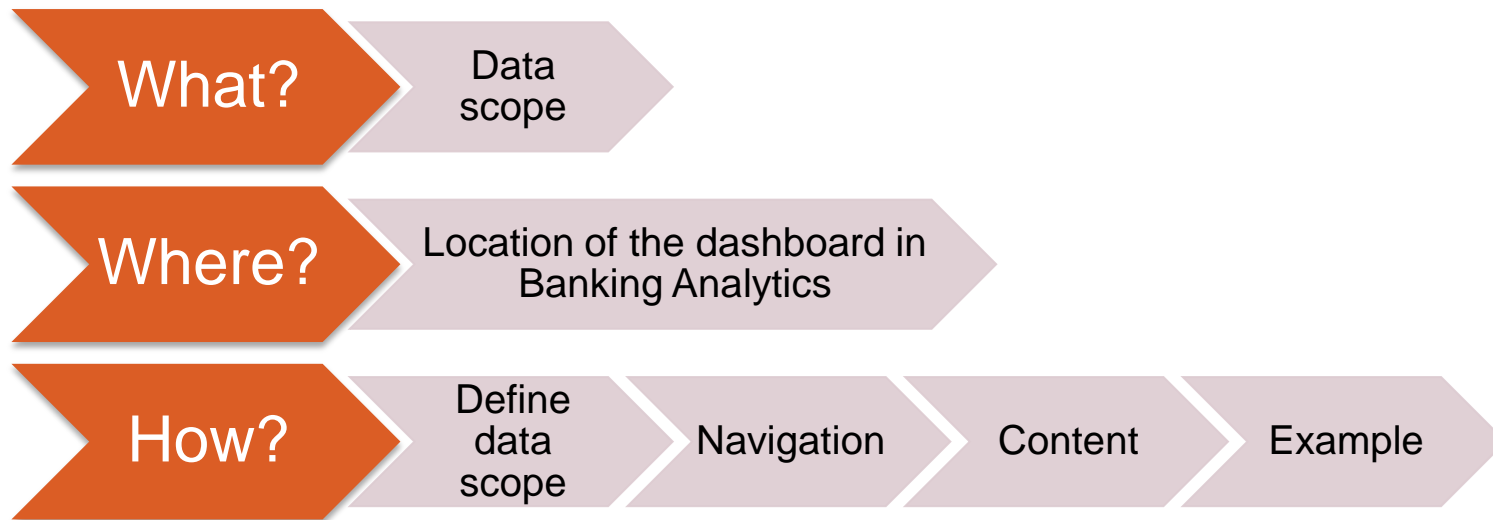 What?
Data
scope
Where?
Location of the dashboard in
Banking Analytics
How?
Define
data
scope
Navigation
Content
Example